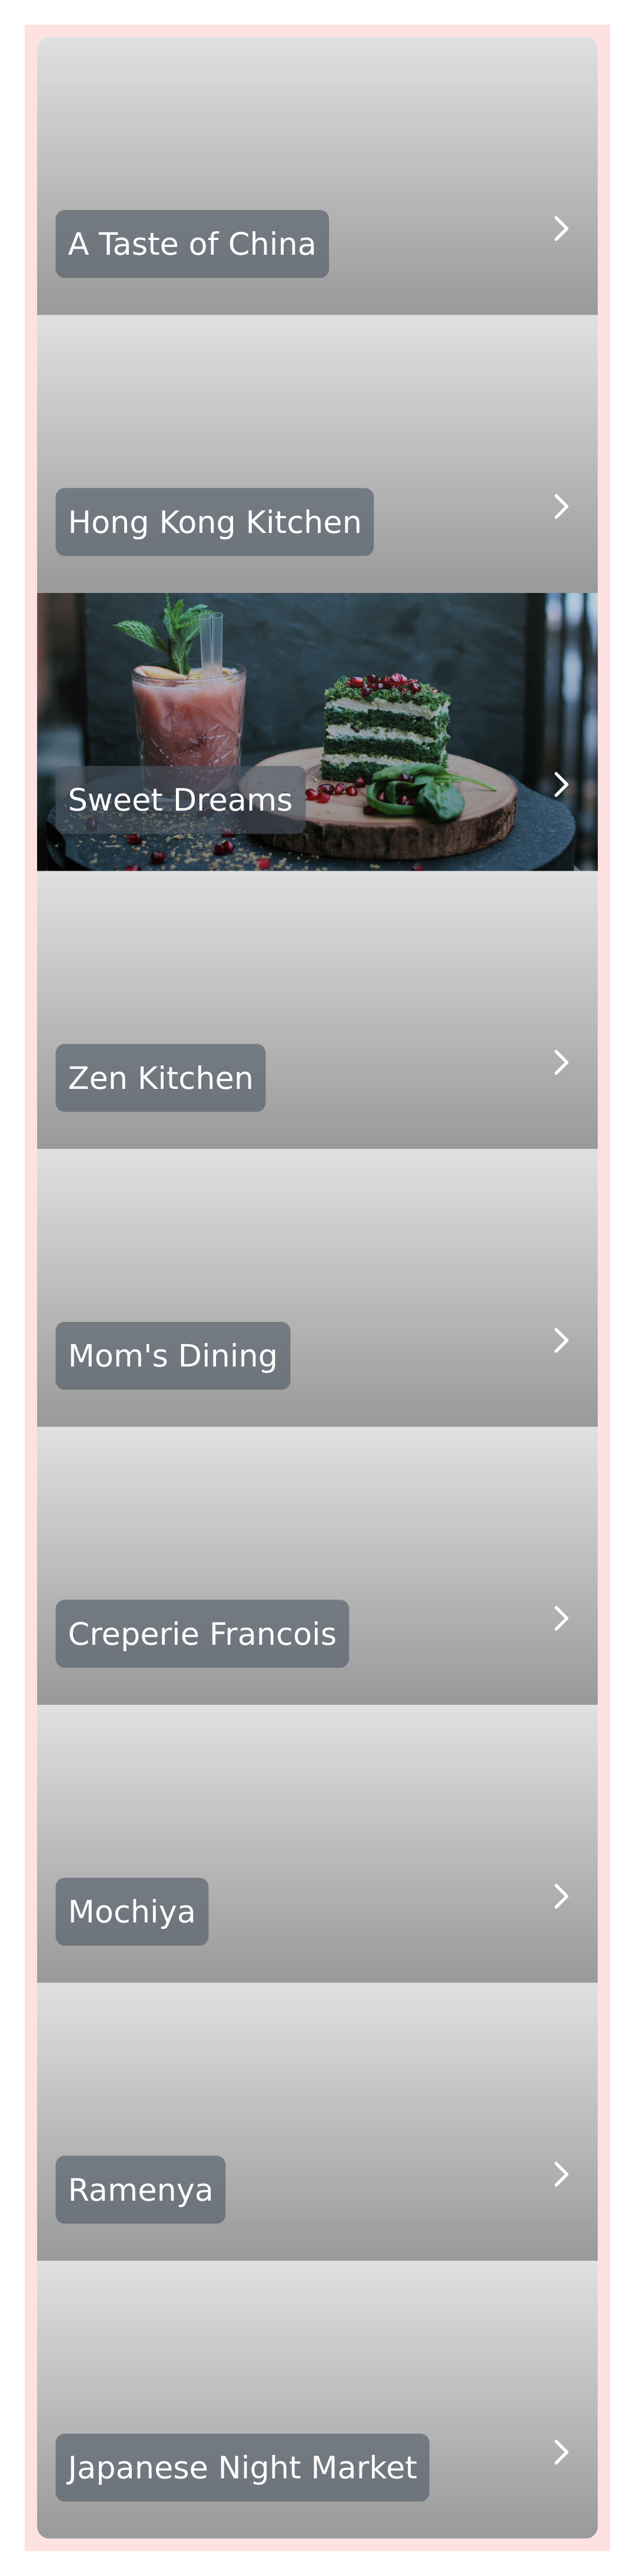 A Taste of China
Hong Kong Kitchen
Sweet Dreams
Zen Kitchen
Mom's Dining
Creperie Francois
Mochiya
Ramenya
Japanese Night Market